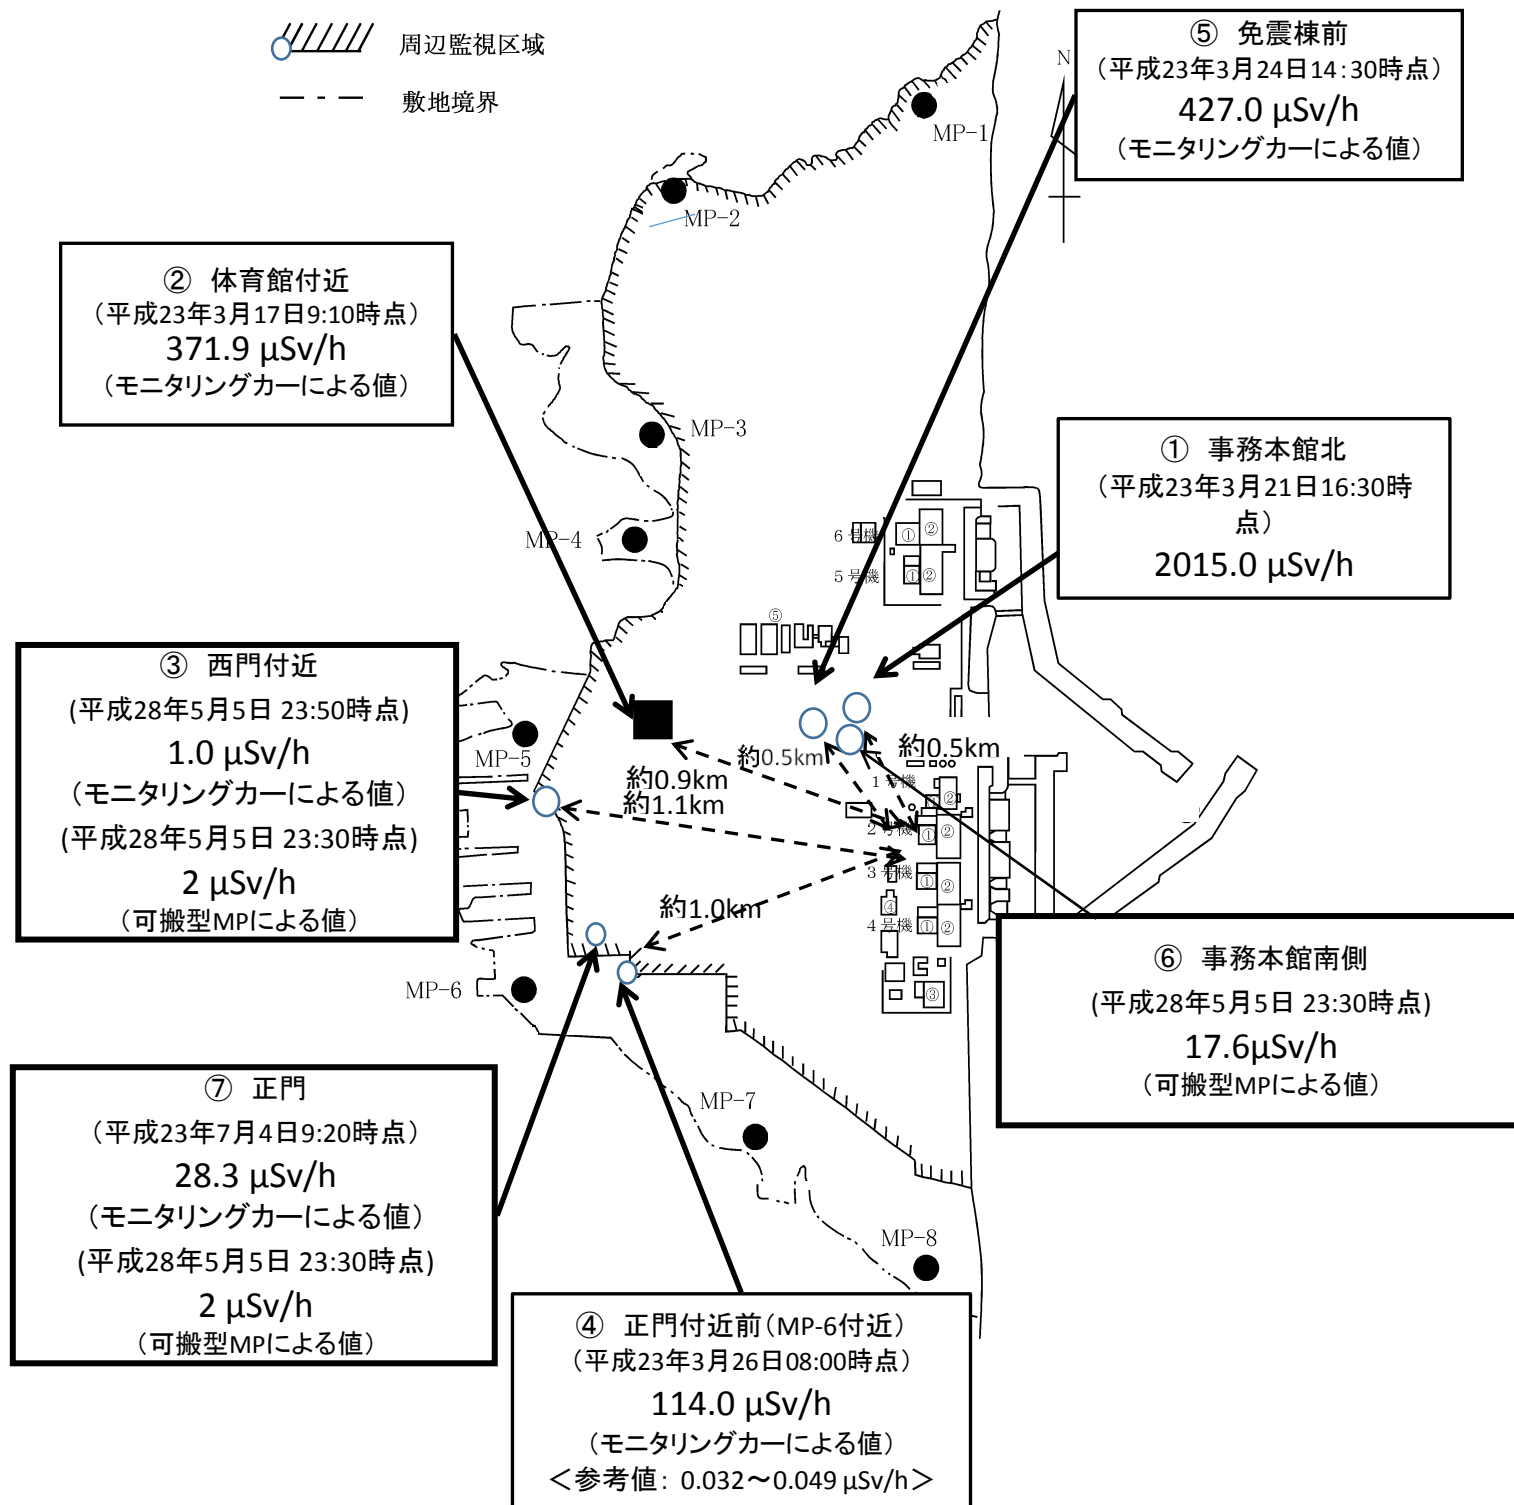 周辺監視区域
敷地境界
N
⑤ 免震棟前
（平成23年3月24日14:30時点）
427.0 μSv/h
（モニタリングカーによる値）
MP-1
MP-2
② 体育館付近
（平成23年3月17日9:10時点）
371.9 μSv/h
（モニタリングカーによる値）
MP-3
① 事務本館北
（平成23年3月21日16:30時
点）
2015.0 μSv/h
MP-4
6号機
① ②
5号機
① ②
⑤
③ 西門付近
(平成28年5月5日 23:50時点)
1.0 μSv/h
（モニタリングカーによる値）
(平成28年5月5日 23:30時点)
2 μSv/h
（可搬型MPによる値）
MP-5
約0.5km
約0.5km
約0.9km
約1.1km
1号機
① ②
2号機
① ②
3号機
① ②
④
4号機
① ②
約1.0km
③
MP-6
⑥ 事務本館南側
(平成28年5月5日 23:30時点)
17.6μSv/h
（可搬型MPによる値）
⑦ 正門
（平成23年7月4日9:20時点）
28.3 μSv/h
（モニタリングカーによる値）
(平成28年5月5日 23:30時点)
2 μSv/h
（可搬型MPによる値）
MP-7
MP-8
④ 正門付近前（MP-6付近）
（平成23年3月26日08:00時点）
114.0 μSv/h
（モニタリングカーによる値）
＜参考値: 0.032～0.049 μSv/h＞